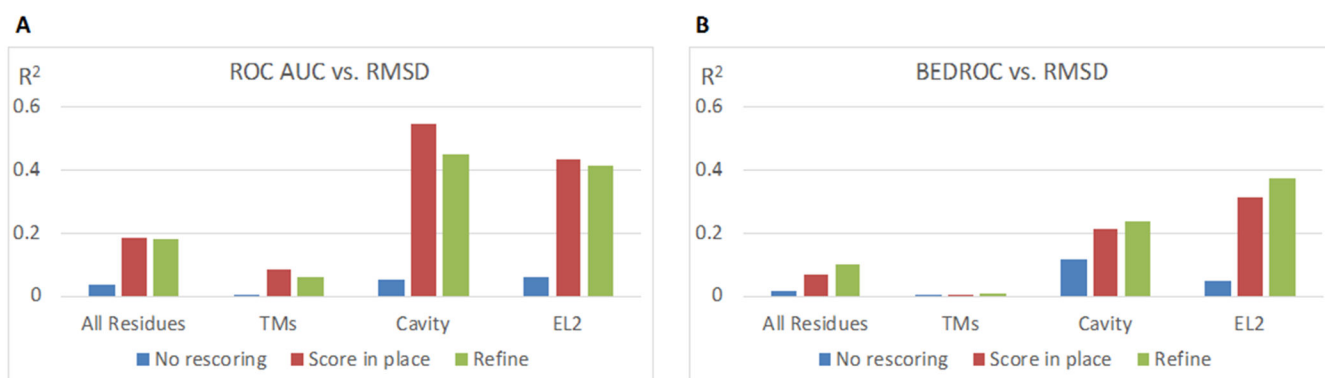 A
ROC AUC vs. RMSD
R²
0.6
0.4
0.2
0
All Residues TMs Cavity EL2
No rescoring Score in place Refine
B
BEDROC vs. RMSD
R²
0.6
0.4
0.2
0
All Residues TMs Cavity EL2
No rescoring Score in place Refine